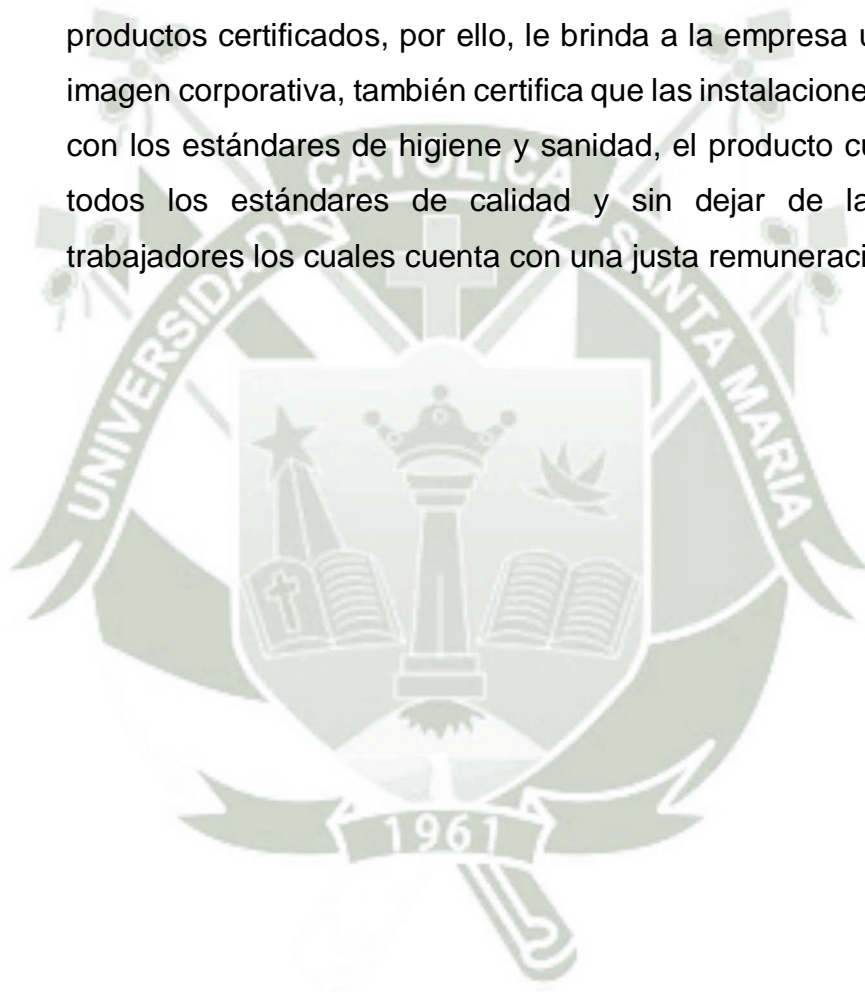 productos certificados, por ello, le brinda a la empresa
imagen corporativa, también certifica que las instalacione
con los estándares de higiene y sanidad, el producto cu
todos los estándares de calidad y sin dejar de la
trabajadores los cuales cuenta con una justa remuneraci
UNIVERSIDAD CATOLICA SANTA MARIA
1961